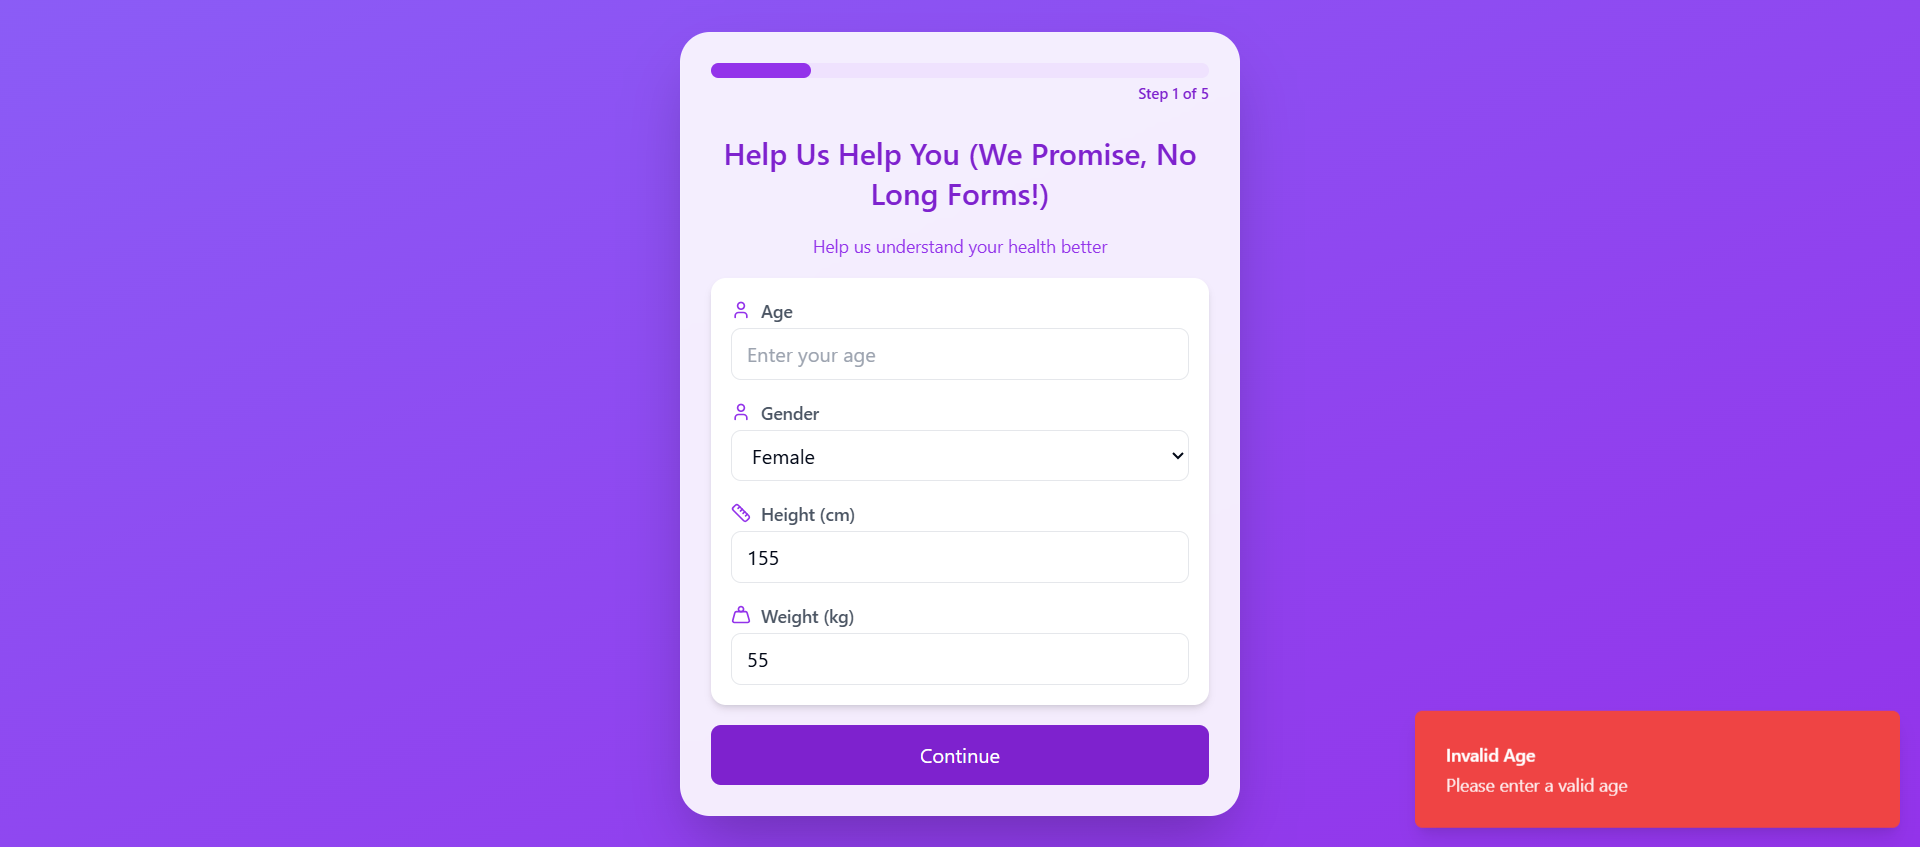 Step 1 of 5
Help Us Help You (We Promise, No
Long Forms!)
Help us understand your health better
Age
Enter your age
Gender
Female
Height (cm)
155
Weight (kg)
55
Continue
Invalid Age
Please enter a valid age